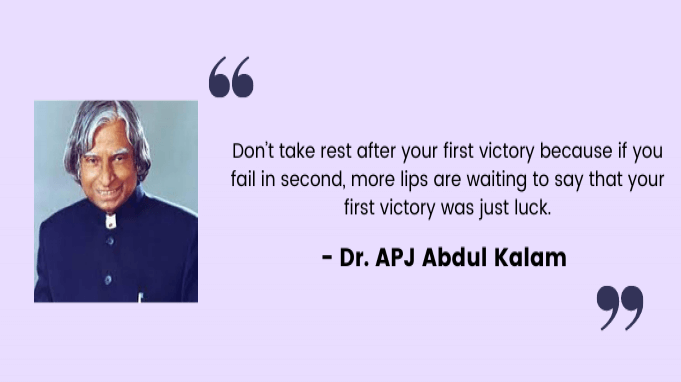 “
Don’t take rest after your first victory because if you
fail in second, more lips are waiting to say that your
first victory was just luck.
- Dr. APJ Abdul Kalam
”